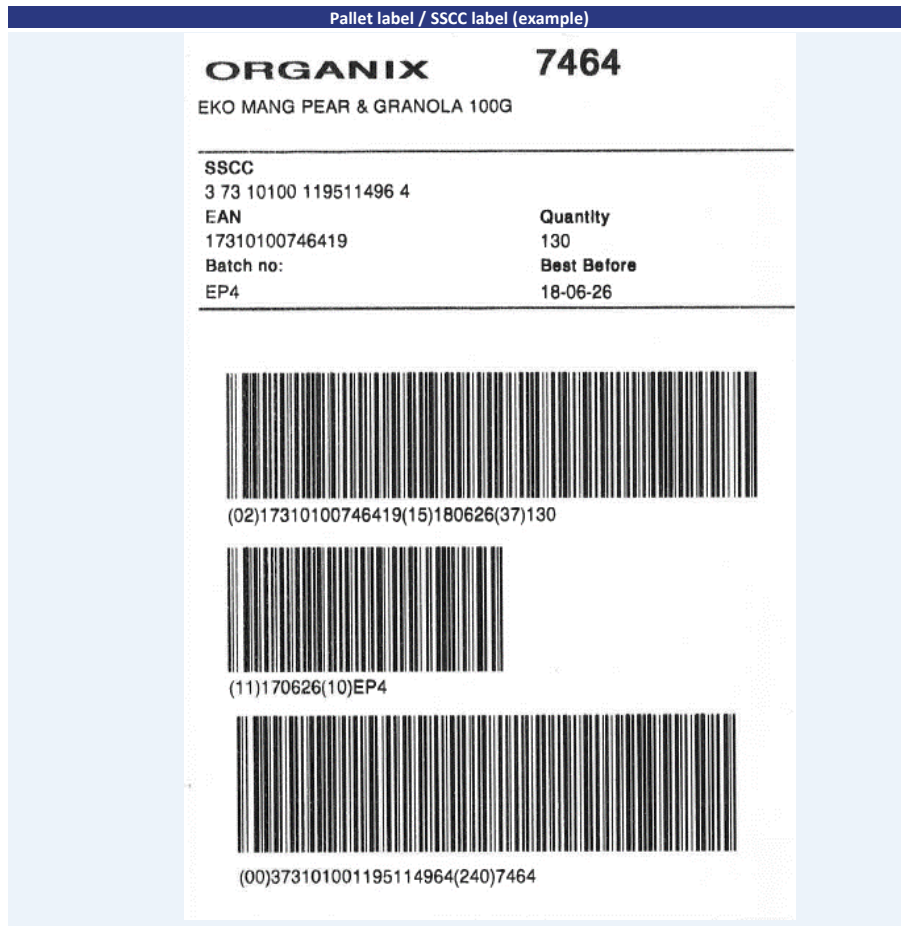 Pallet label / SSCC label (example)
ORGANIX 7464
EKO MANG PEAR & GRANOLA 100G
SSCC
3 73 10100 119511496 4
EAN Quantity
17310100746419 130
Batch no: Best Before
EP4 18-06-26
(02)17310100746419(15)180626(37)130
(11)170626(10)EP4
(00)373101001195114964(240)7464